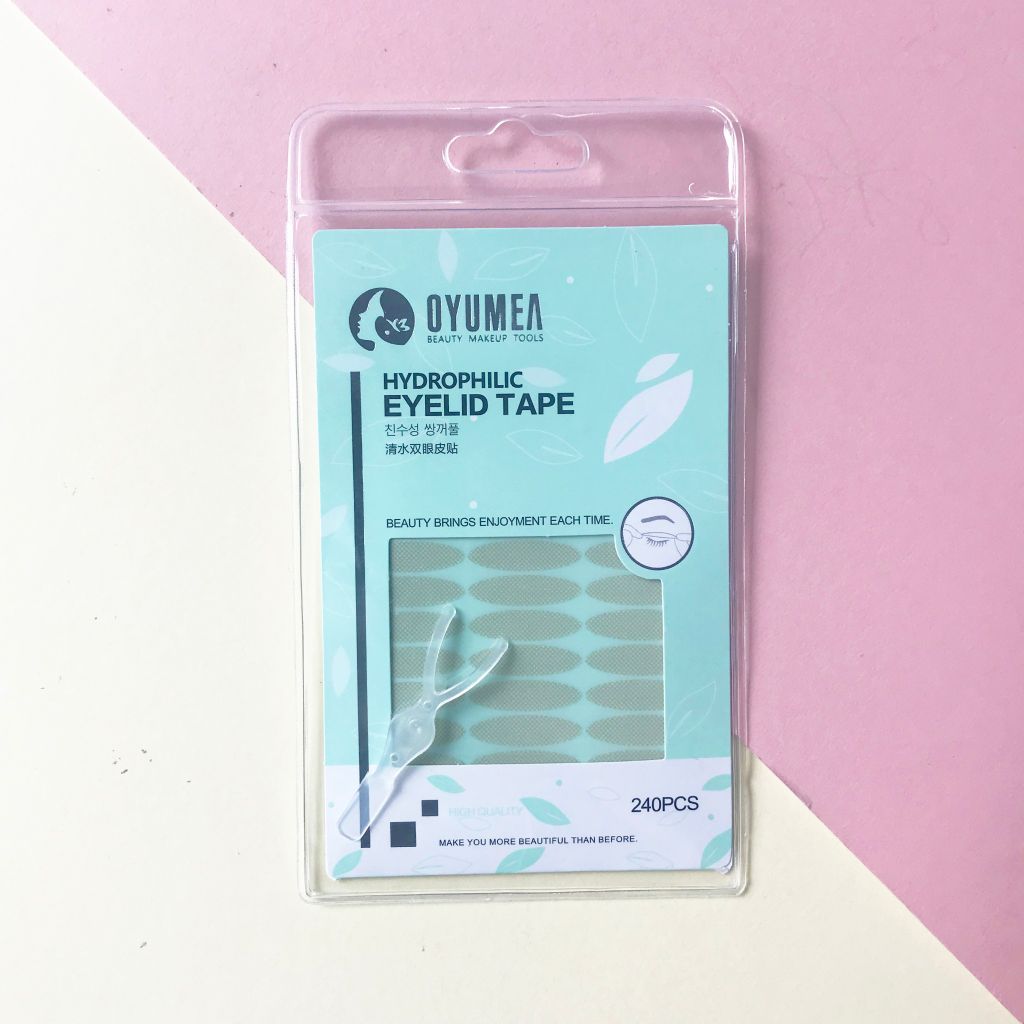 OYUMEA
BEAUTY MAKEUP TOOLS
HYDROPHILIC
EYELID TAPE
친수성 쌍꺼풀
清水双眼皮贴
BEAUTY BRINGS ENJOYMENT EACH TIME.
HIGH QUALITY
240PCS
MAKE YOU MORE BEAUTIFUL THAN BEFORE.